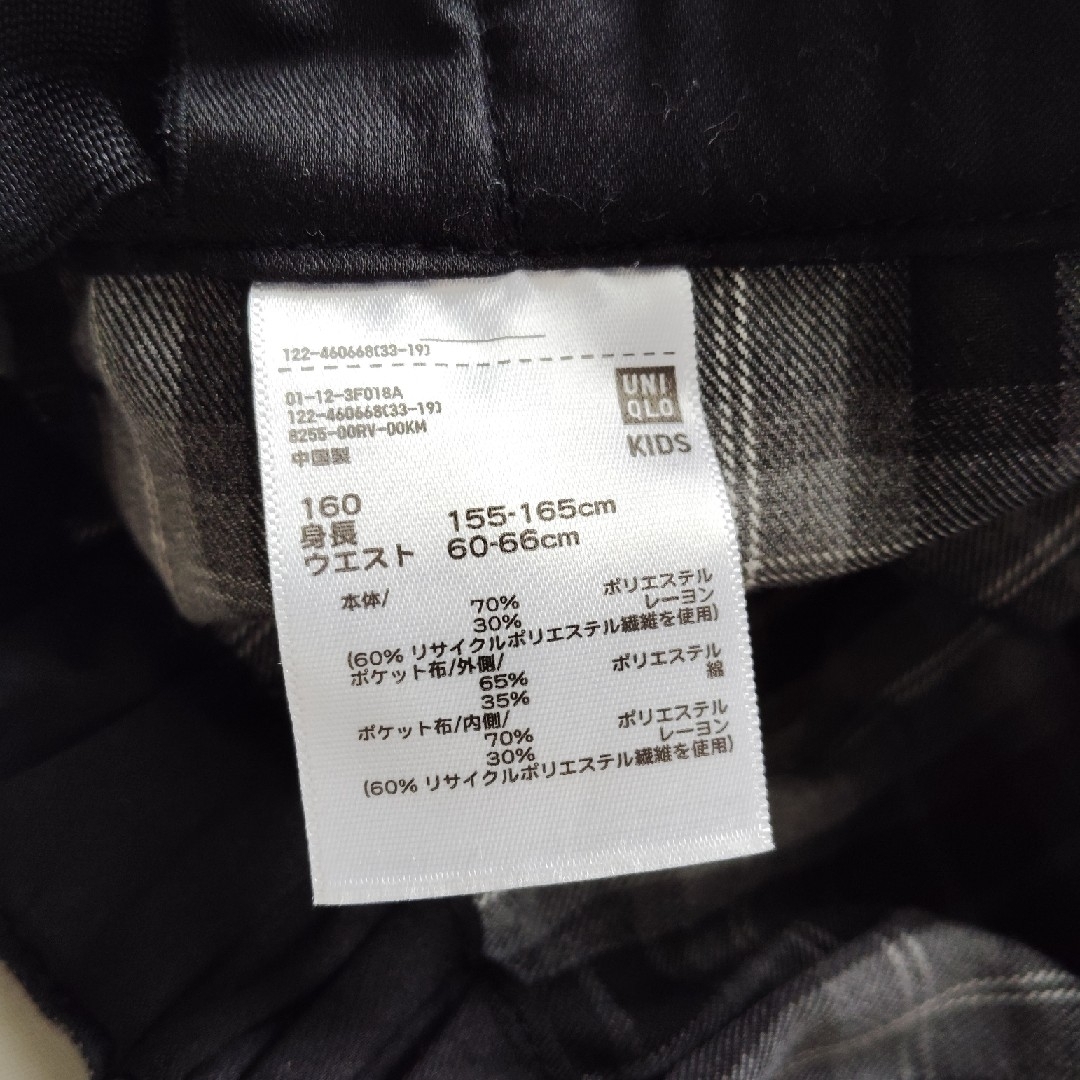 122-460668(33-19)
01-12-3F018A
122-460668(33-19)
8255-00RV-00KM
中国製
UNI
QLO
KIDS
160
身長 155-165cm
ウエスト 60-66cm
本体/ ポリエステル
70% レーヨン
30%
(60% リサイクルポリエステル繊維を使用)
ポケット布/外側/ ポリエステル
65% 綿
35%
ポケット布/内側/ ポリエステル
70% レーヨン
30%
(60% リサイクルポリエステル繊維を使用)